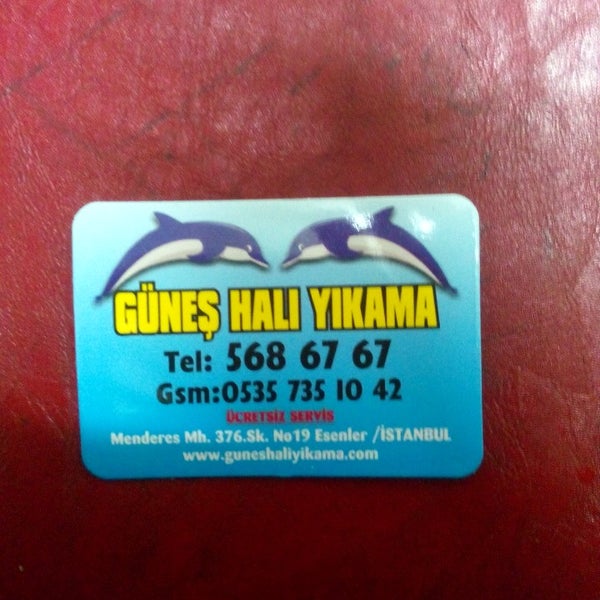 GÜNEŞ HALI YIKAMA
Tel: 568 67 67
Gsm:0535 735 10 42
ÜCRETSİZ SERVİS
Menderes Mh. 376.Sk. No19 Esenler /İSTANBUL
www.guneshaliyikama.com